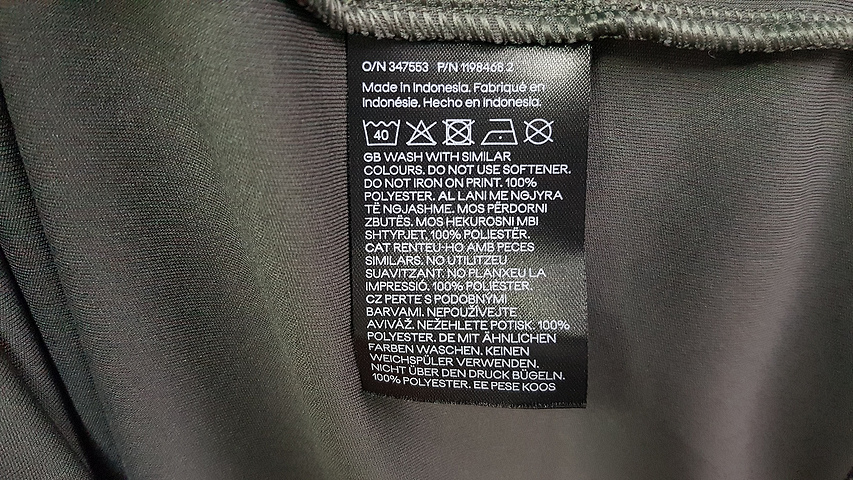 O/N 347553 P/N 1198468.2
Made in Indonesia. Fabriqué en
Indonésie. Hecho en Indonesia.
40
GB WASH WITH SIMILAR
COLOURS. DO NOT USE SOFTENER.
DO NOT IRON ON PRINT. 100%
POLYESTER. AL LANI ME NGJYRA
TË NGJASHME. MOS PËRDORNI
ZBUTËS. MOS HEKUROSNI MBI
SHTYPJET. 100% POLIESTËR.
CAT RENTEU-HO AMB PECES
SIMILARS. NO UTILITZEU
SUAVITZANT. NO PLANXEU LA
IMPRESSIÓ. 100% POLIÈSTER.
CZ PERTE S PODOBNÝMI
BARVAMI. NEPOUŽÍVEJTE
AVIVÁŽ. NEŽEHLETE POTISK. 100%
POLYESTER. DE MIT ÄHNLICHEN
FARBEN WASCHEN. KEINEN
WEICHSPÜLER VERWENDEN.
NICHT ÜBER DEN DRUCK BÜGELN.
100% POLYESTER. EE PESE KOOS